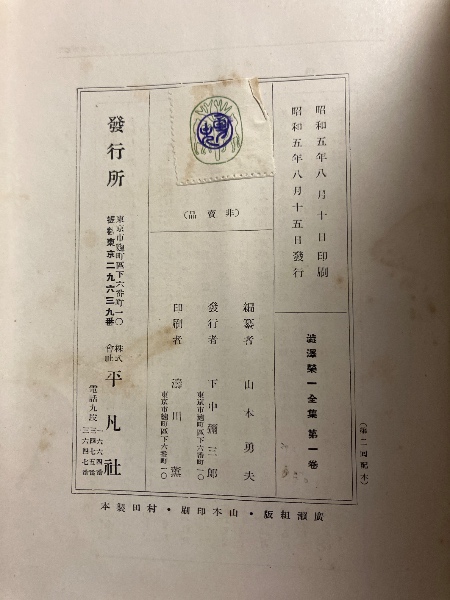 昭和五年八月十日印刷
昭和五年八月十五日發行
(非賣品)
澁澤榮一全集 第一卷
(第二回配本)
編纂者 山本勇夫
發行者 下中彌三郎
東京市麹町區下六番町一〇
印刷者 濤川薫
東京市麹町區下六番町一〇
發行所
東京市麹町區下六番町一〇
振替東京二九六三九番
株式會社 平凡社
電話九段
廣瀬組版・山本印刷・村田製本